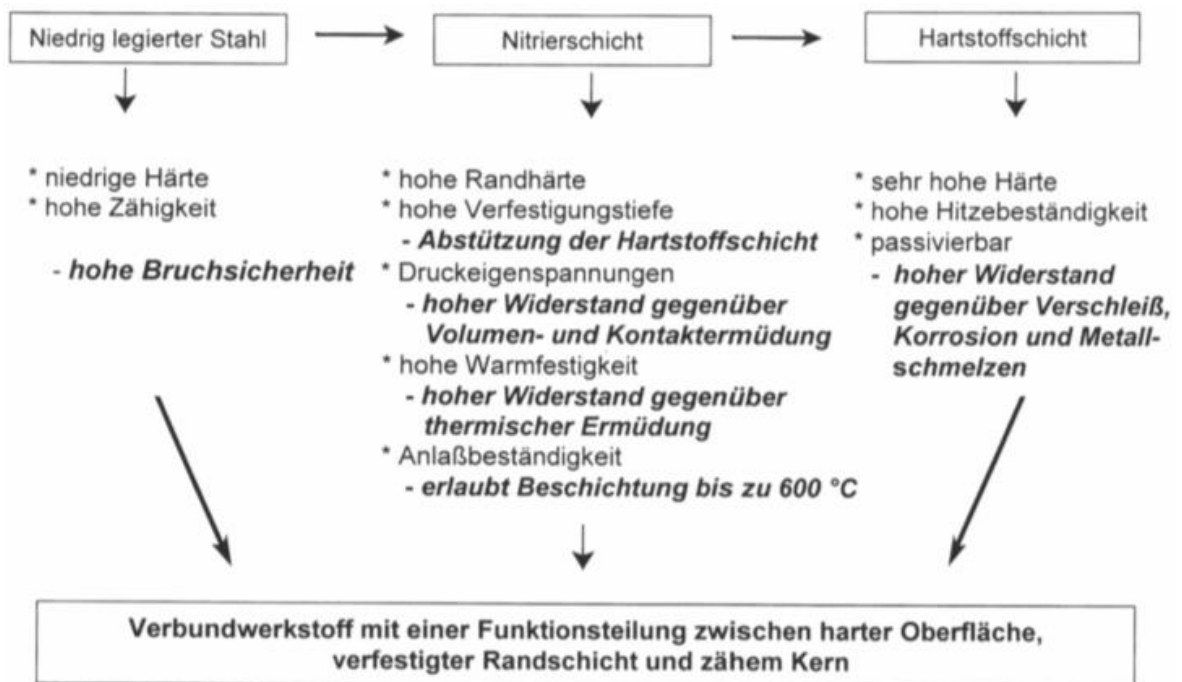 Niedrig legierter Stahl
Nitrierschicht
Hartstoffschicht
* niedrige Härte
* hohe Zähigkeit
- hohe Bruchsicherheit
* hohe Randhärte
* hohe Verfestigungstiefe
- Abstützung der Hartstoffschicht
* Druckeigenspannungen
- hoher Widerstand gegenüber
Volumen- und Kontaktermüdung
* hohe Warmfestigkeit
- hoher Widerstand gegenüber
thermischer Ermüdung
* Anlaßbeständigkeit
- erlaubt Beschichtung bis zu 600 °C
* sehr hohe Härte
* hohe Hitzebeständigkeit
* passivierbar
- hoher Widerstand
gegenüber Verschleiß,
Korrosion und Metall-
schmelzen
Verbundwerkstoff mit einer Funktionsteilung zwischen harter Oberfläche,
verfestigter Randschicht und zähem Kern